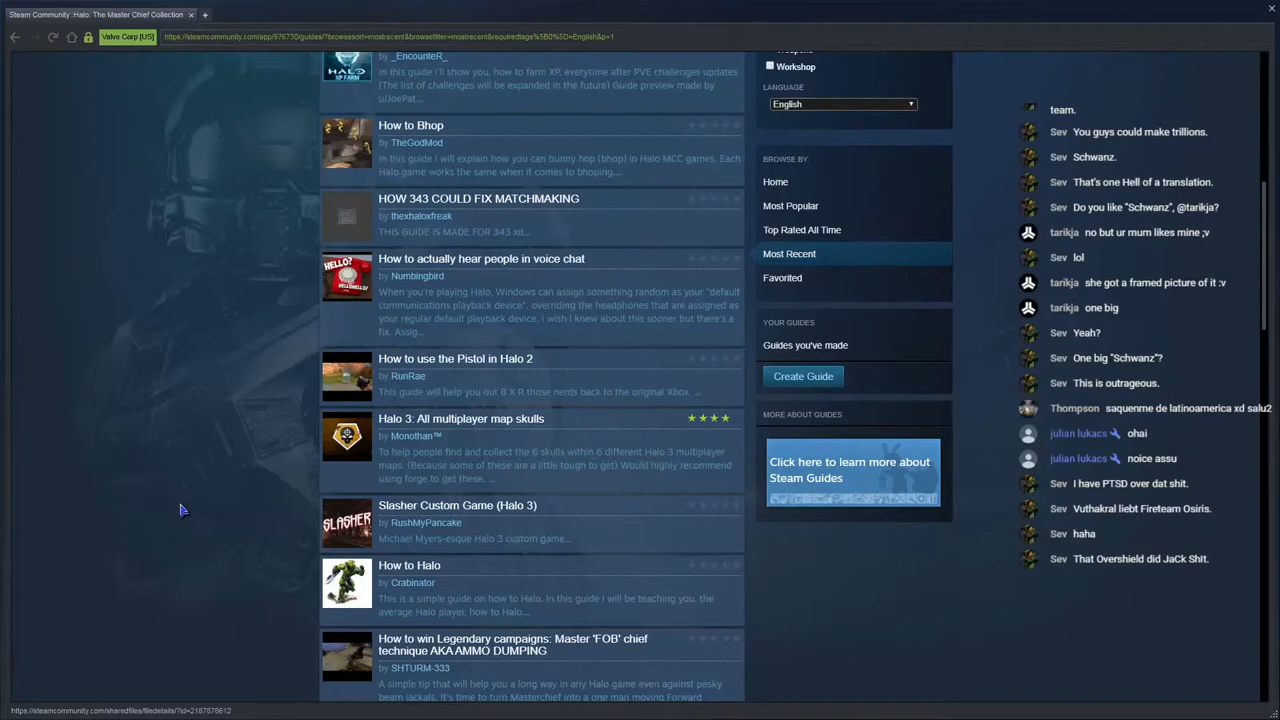 Steam Community::Halo: The Master Chief Collection
Valve Corp [US]
https://steamcommunity.com/app/976730/guides/?browsesort=mostrecent&browsefilter=mostrecent&requiredtags%5B0%5D=English&p=1
by _EncounteR_
In this guide I'll show you, how to farm XP, everytime after PVE challenges updates
(The list of challenges will be expanded in the future) Guide preview made by
u/JoePat...
HALO
XP FARM
How to Bhop
by TheGodMod
In this guide I will explain how you can bunny hop (bhop) in Halo MCC games. Each
Halo game works the same when it comes to bhoping....
HOW 343 COULD FIX MATCHMAKING
by thexhaloxfreak
THIS GUIDE IS MADE FOR 343 xd...
HELLO?
How to actually hear people in voice chat
by Numbingbird
When you're playing Halo, Windows can assign something random as your "default
communications playback device", overriding the headphones that are assigned as
your regular default playback device. I wish I knew about this sooner but there's a
fix. Assig...
How to use the Pistol in Halo 2
by RunRae
This guide will help you out B X R those nerds back to the original Xbox. ...
Halo 3: All multiplayer map skulls
by Monothan™
To help people find and collect the 6 skulls within 6 different Halo 3 multiplayer
maps. (Because some of these are a little tough to get) Would highly recommend
using forge to get these. ...
SLASHER
Slasher Custom Game (Halo 3)
by RushMyPancake
Michael Myers-esque Halo 3 custom game...
How to Halo
by Crabinator
This is a simple guide on how to Halo. In this guide I will be teaching you, the
average Halo player, how to Halo....
How to win Legendary campaigns: Master 'FOB' chief
technique AKA AMMO DUMPING
by SHTURM-333
A simple tip that will help you a long way in any Halo game even against pesky
beam jackals. It's time to turn Masterchief into a one man moving Forward
Workshop
LANGUAGE
English
BROWSE BY:
Home
Most Popular
Top Rated All Time
Most Recent
Favorited
YOUR GUIDES
Guides you've made
Create Guide
MORE ABOUT GUIDES
Click here to learn more about
Steam Guides
team.
Sev You guys could make trillions.
Sev Schwanz.
Sev That's one Hell of a translation.
Sev Do you like "Schwanz", @tarikja?
tarikja no but ur mum likes mine ;v
Sev lol
tarikja she got a framed picture of it :v
tarikja one big
Sev Yeah?
Sev One big "Schwanz"?
Sev This is outrageous.
Thompson saquenme de latinoamerica xd salu2
julian lukacs ohai
julian lukacs noice assu
Sev I have PTSD over dat shit.
Sev Vuthakral liebt Fireteam Osiris.
Sev haha
Sev That Overshield did JaCk ShIt.
https://steamcommunity.com/sharedfiles/filedetails/?id=2187878612